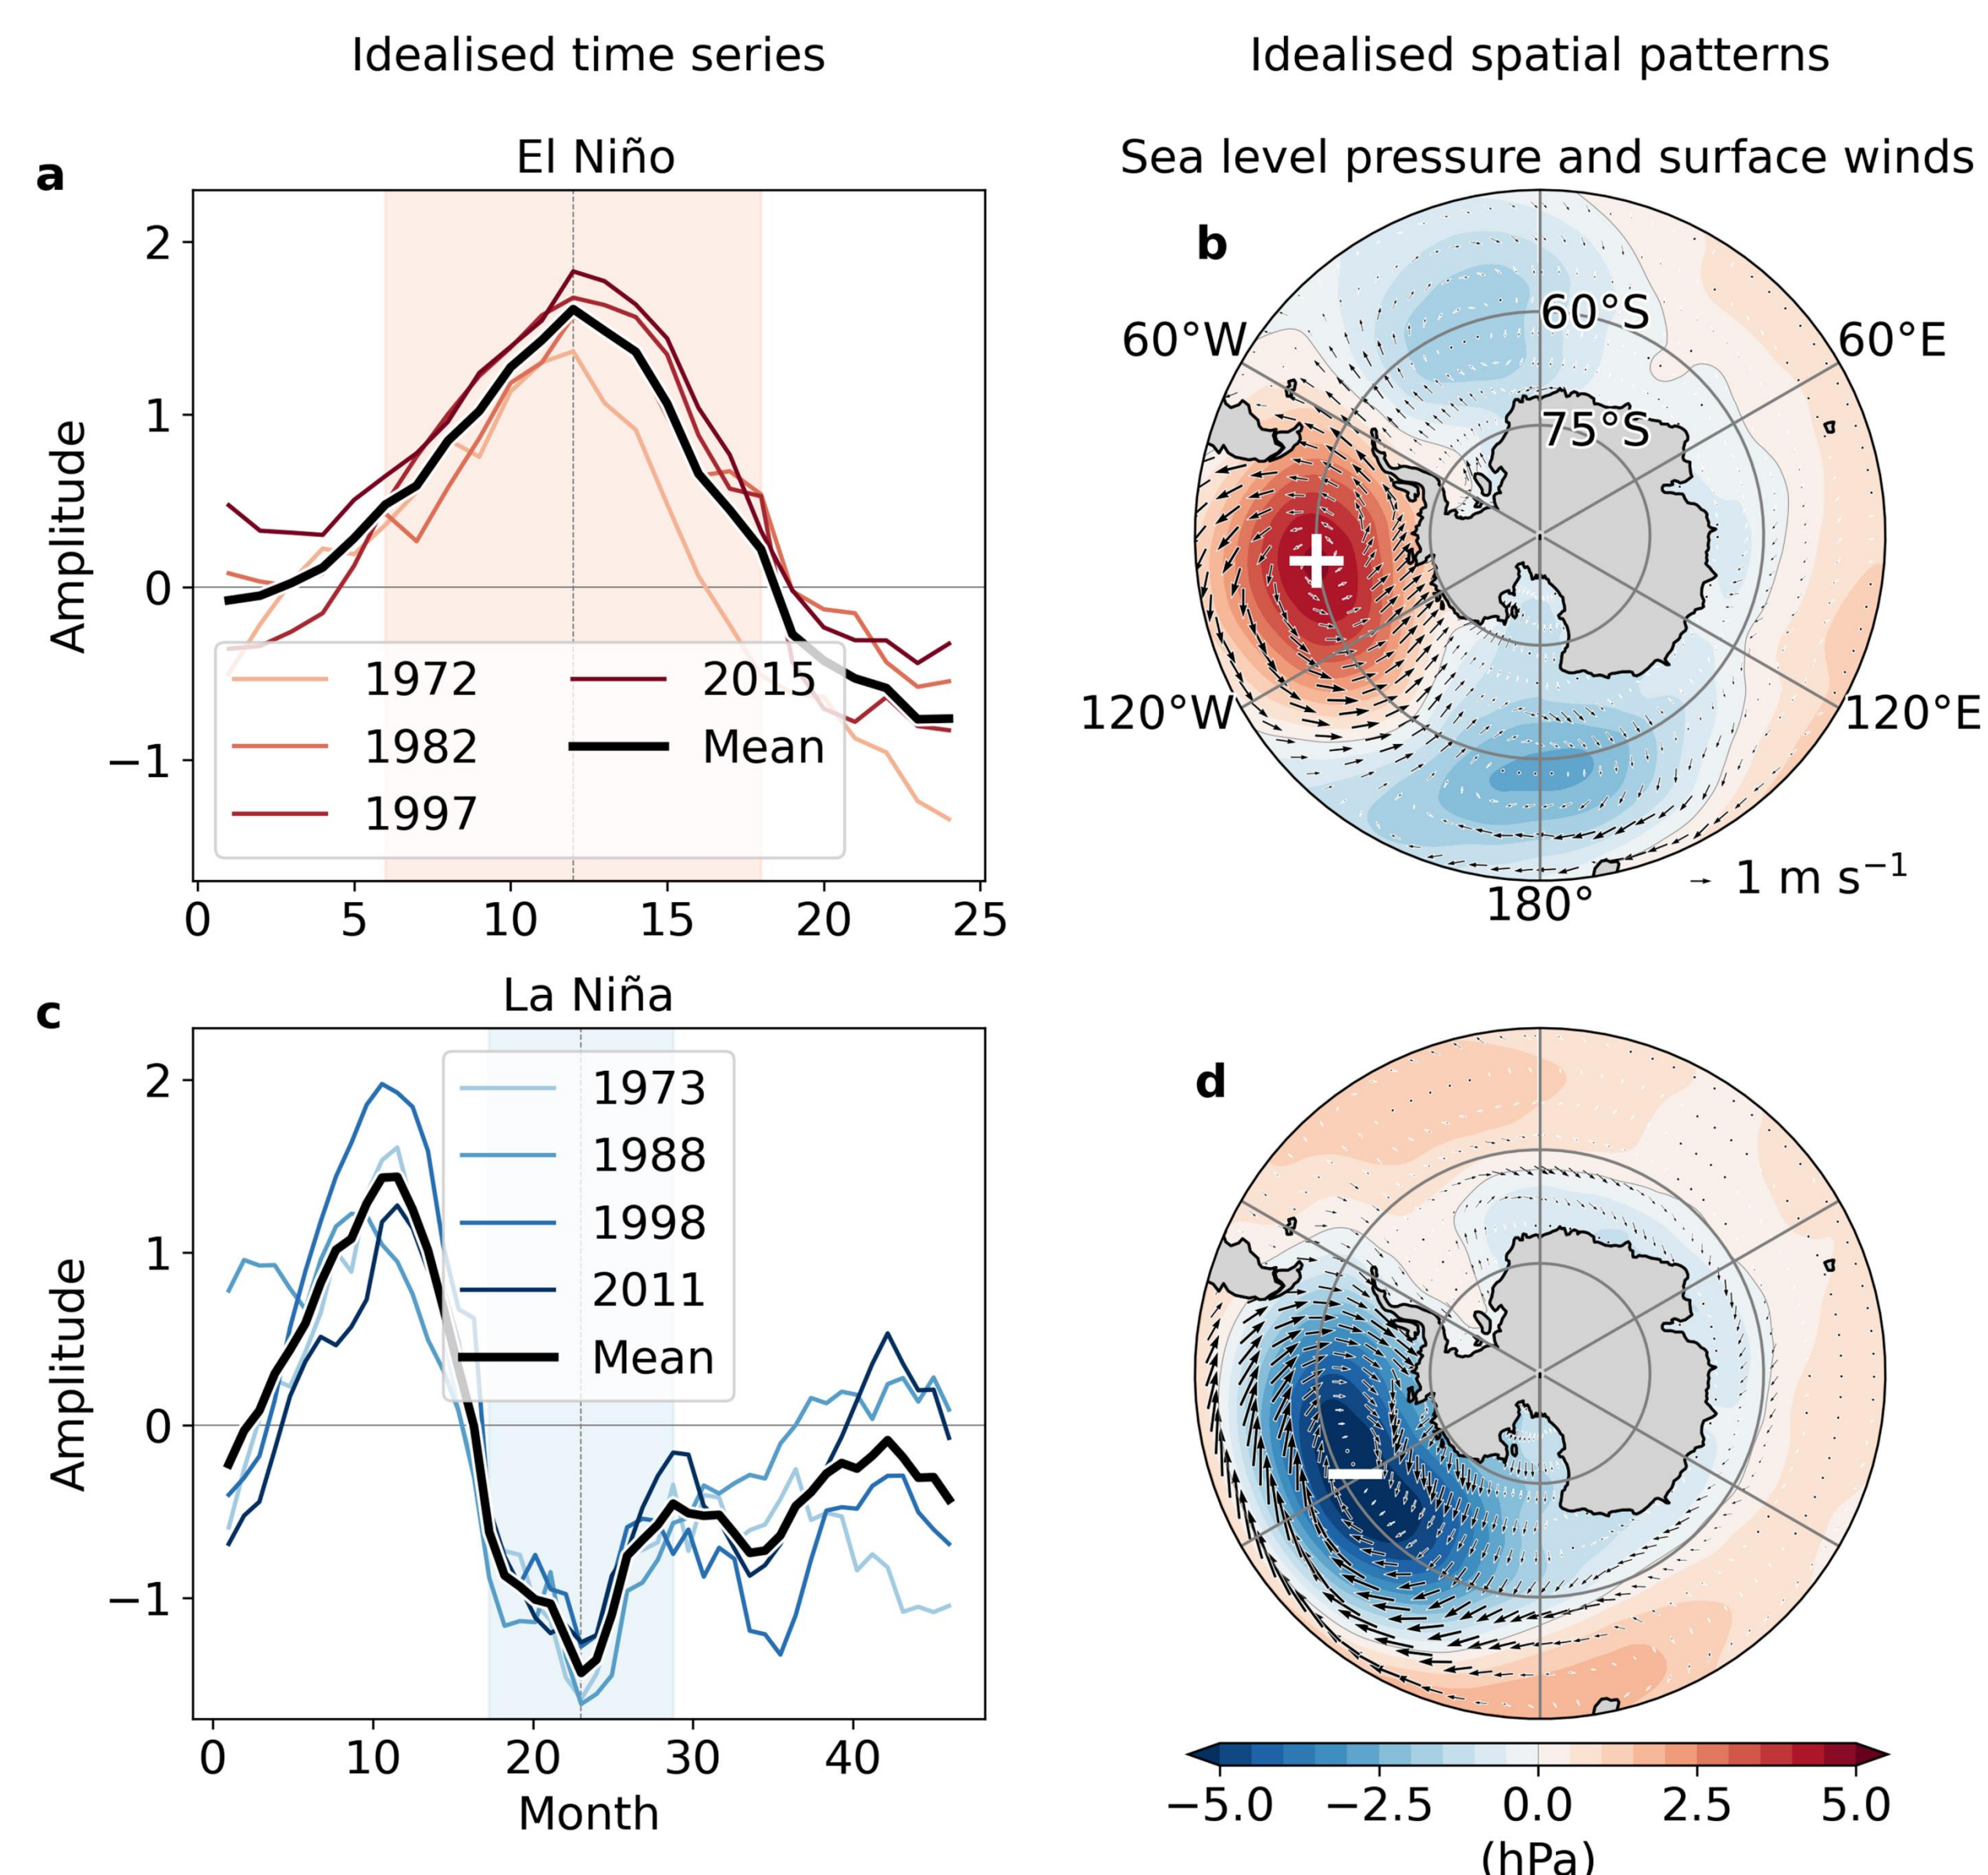 Idealised time series
Idealised spatial patterns
a
El Niño
Amplitude
2
1
0
−1
0 5 10 15 20 25
1972
1982
1997
2015
Mean
Sea level pressure and surface winds
b
60°S
75°S
60°W
60°E
120°W
120°E
180°
1 m s⁻¹
c
La Niña
Amplitude
2
1
0
−1
0 10 20 30 40
Month
1973
1988
1998
2011
Mean
d
−5.0 −2.5 0.0 2.5 5.0
(hPa)